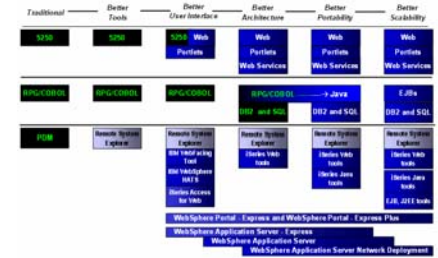 Traditional
Better
Tools
Better
User Interface
Better
Architecture
Better
Portability
Better
Scalability
5250
5250
5250 Web
Portlets
Web
Portlets
Web Services
Web
Portlets
Web Services
Web
Portlets
Web Services
RPG/COBOL
RPG/COBOL
RPG/COBOL
RPG/COBOL
Java
DB2 and SQL
DB2 and SQL
EJBs
DB2 and SQL
PDM
Remote System
Explorer
Remote System
Explorer
IBM WebFacing
Tool
IBM WebSphere
HATS
iSeries Access
for Web
Remote System
Explorer
iSeries Web
tools
Remote System
Explorer
iSeries Web
tools
iSeries Java
tools
Remote System
Explorer
iSeries Web
tools
iSeries Java
tools
EJB, J2EE tools
WebSphere Portal - Express and WebSphere Portal - Express Plus
WebSphere Application Server - Express
WebSphere Application Server
WebSphere Application Server Network Deployment